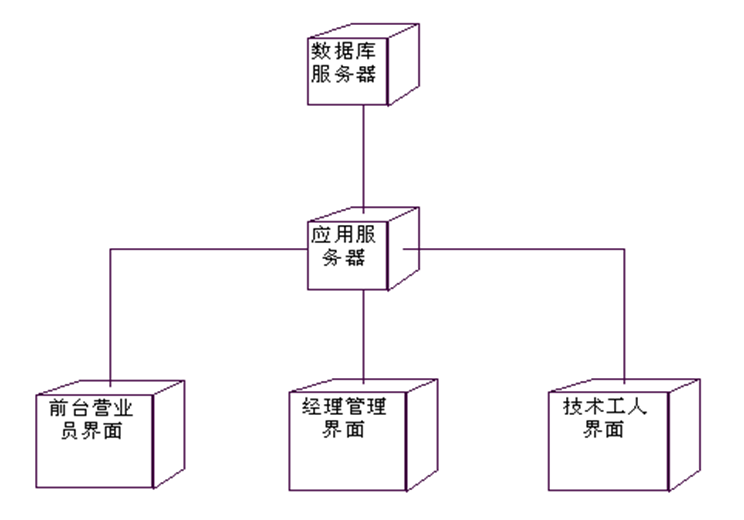 数据库
服务器
应用服
务器
前台营业
员界面
经理管理
界面
技术工人
界面